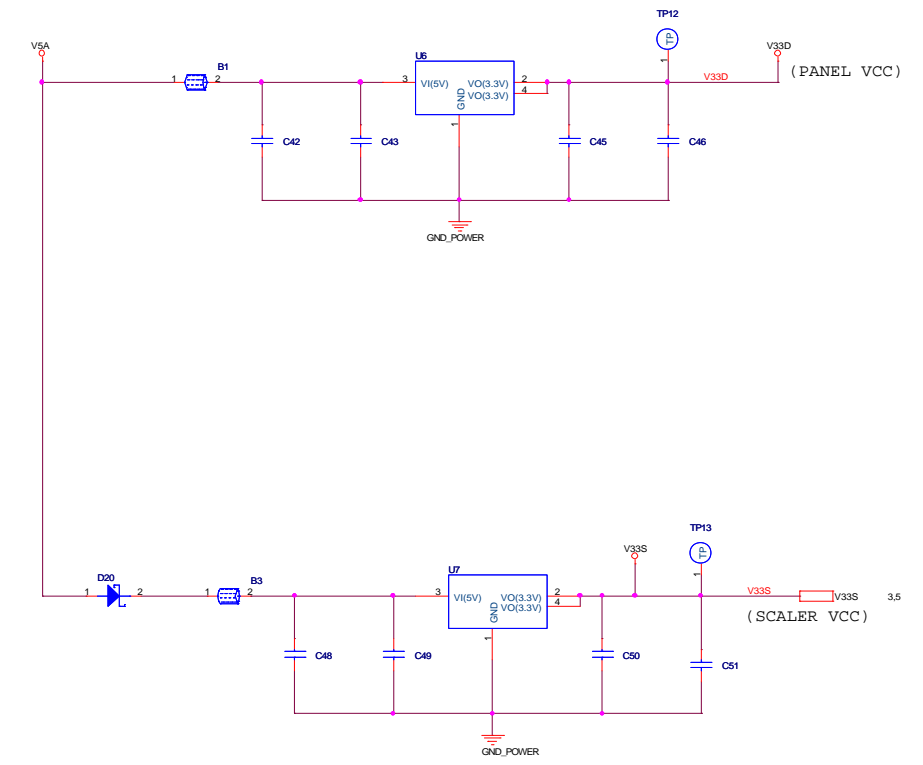 TP12
TP
1
V5A
V33D
1 B1 2
U6
3 VI(5V) VO(3.3V) 2
VO(3.3V) 4
GND
1
V33D
(PANEL VCC)
C42
C43
C45
C46
GND_POWER
TP13
TP
1
V33S
D20
1 2
B3
1 2
U7
3 VI(5V) VO(3.3V) 2
VO(3.3V) 4
GND
1
V33S
V33S 3,5
(SCALER VCC)
C48
C49
C50
C51
GND_POWER